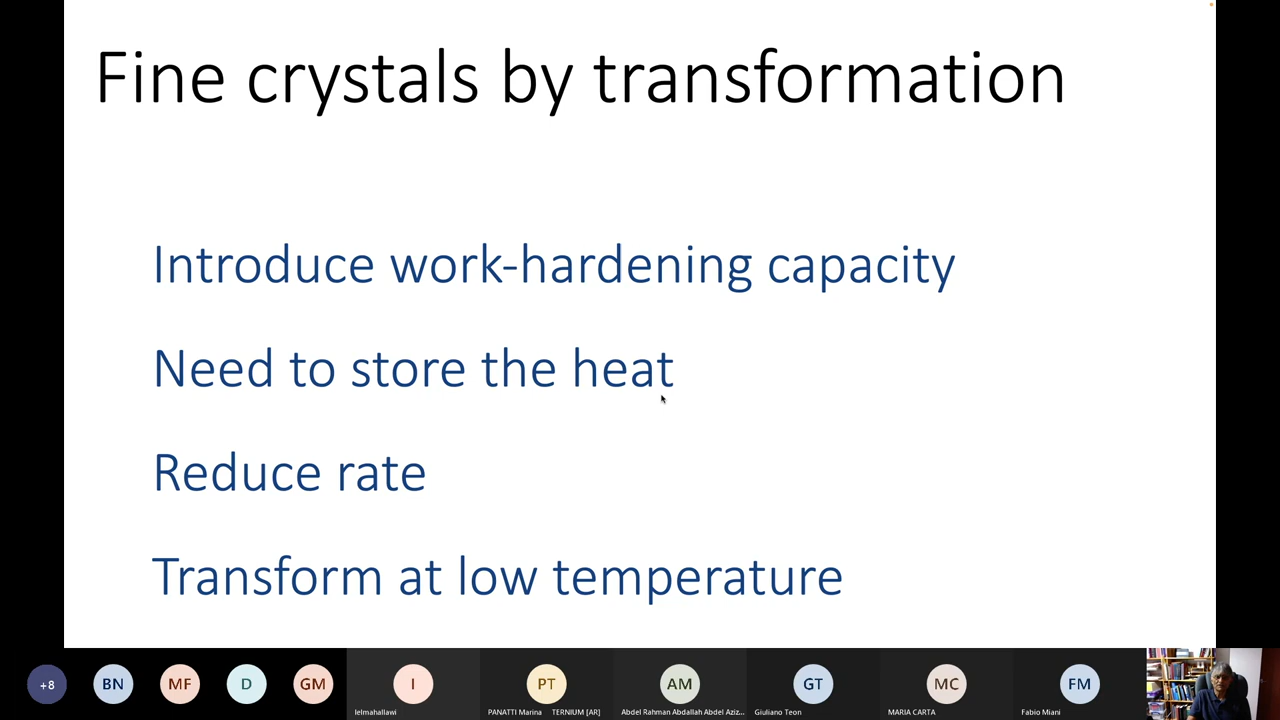 Fine crystals by transformation
Introduce work-hardening capacity
Need to store the heat
Reduce rate
Transform at low temperature
+8 BN MF D GM I PT AM GT MC FM
lelmahallawi PANATTI Marina TERNIUM [AR] Abdel Rahman Abdallah Abdel Aziz... Giuliano Teon MARIA CARTA Fabio Miani